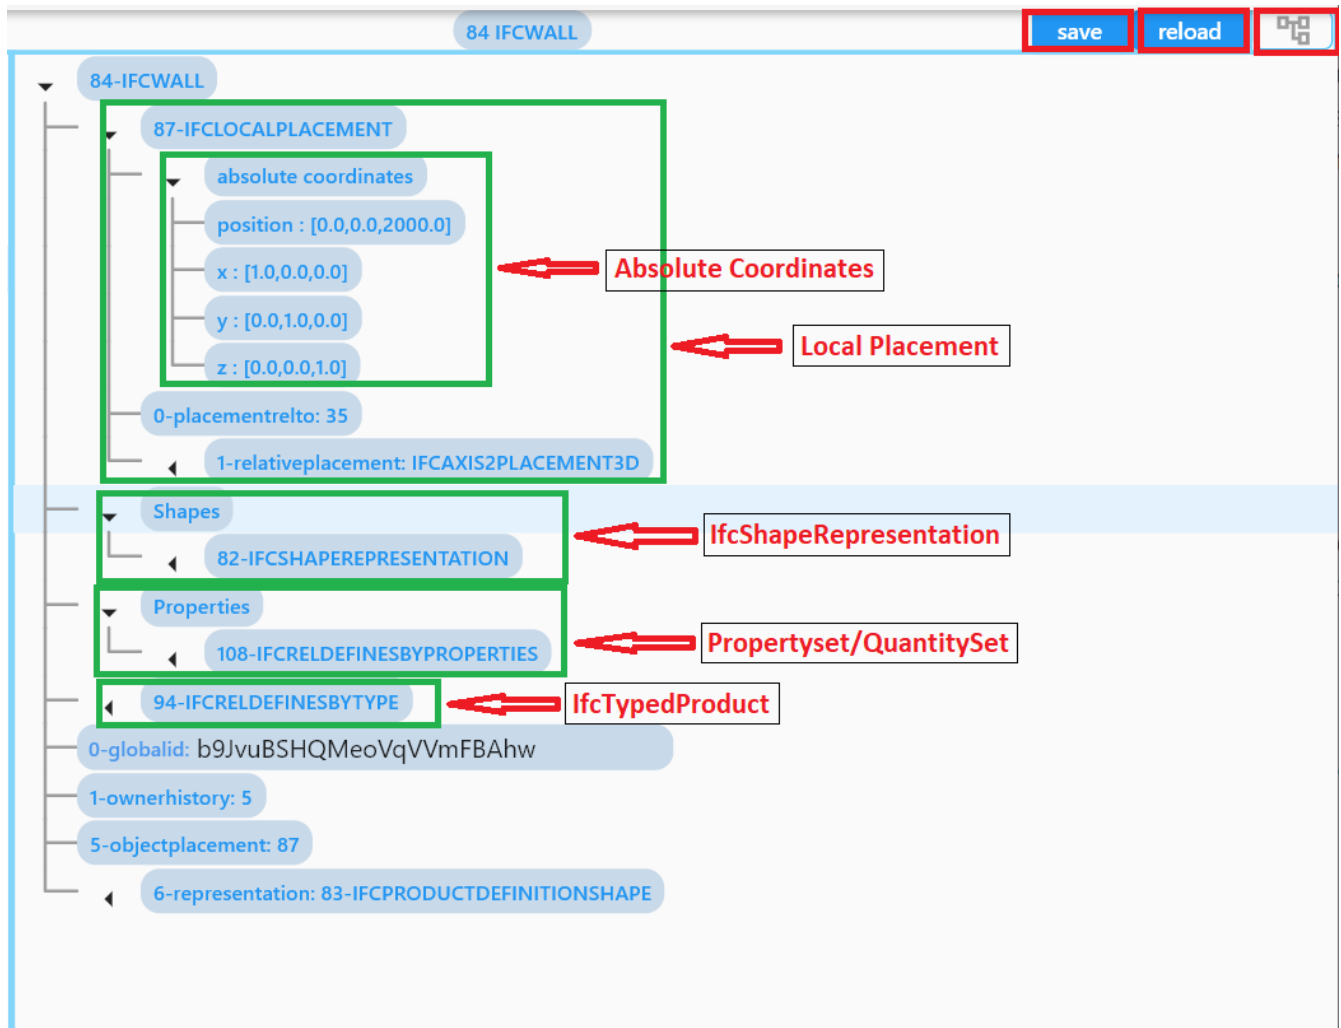 84 IFCWALL
save
reload
84-IFCWALL
87-IFCLOCALPLACEMENT
absolute coordinates
position : [0.0,0.0,2000.0]
x : [1.0,0.0,0.0]
Absolute Coordinates
y : [0.0,1.0,0.0]
Local Placement
z : [0.0,0.0,1.0]
0-placementrelto: 35
1-relativeplacement: IFCAXIS2PLACEMENT3D
Shapes
IfcShapeRepresentation
82-IFCSHAPEREPRESENTATION
Properties
Propertyset/QuantitySet
108-IFCRELDEFINESBYPROPERTIES
94-IFCRELDEFINESBYTYPE
IfcTypedProduct
0-globalid: b9JvuBSHQMeoVqVVmFBAhw
1-ownerhistory: 5
5-objectplacement: 87
6-representation: 83-IFCPRODUCTDEFINITIONSHAPE